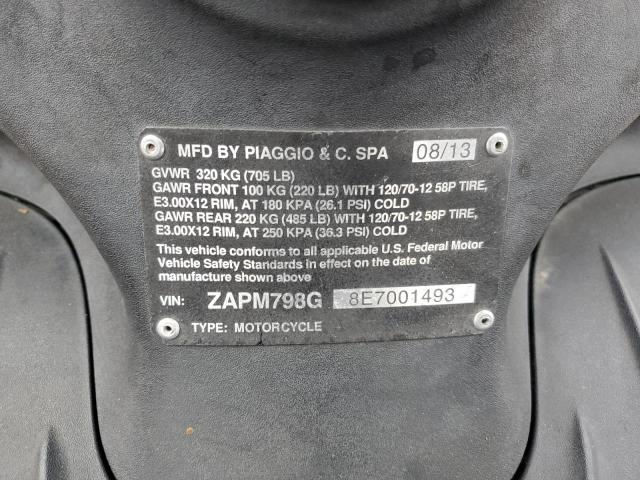 MFD BY PIAGGIO & C. SPA 08/13
GVWR 320 KG (705 LB)
GAWR FRONT 100 KG (220 LB) WITH 120/70-12 58P TIRE,
E3.00X12 RIM, AT 180 KPA (26.1 PSI) COLD
GAWR REAR 220 KG (485 LB) WITH 120/70-12 58P TIRE,
E3.00X12 RIM, AT 250 KPA (36.3 PSI) COLD
This vehicle conforms to all applicable U.S. Federal Motor
Vehicle Safety Standards in effect on the date of
manufacture shown above
VIN: ZAPM798G 8E7001493
TYPE: MOTORCYCLE